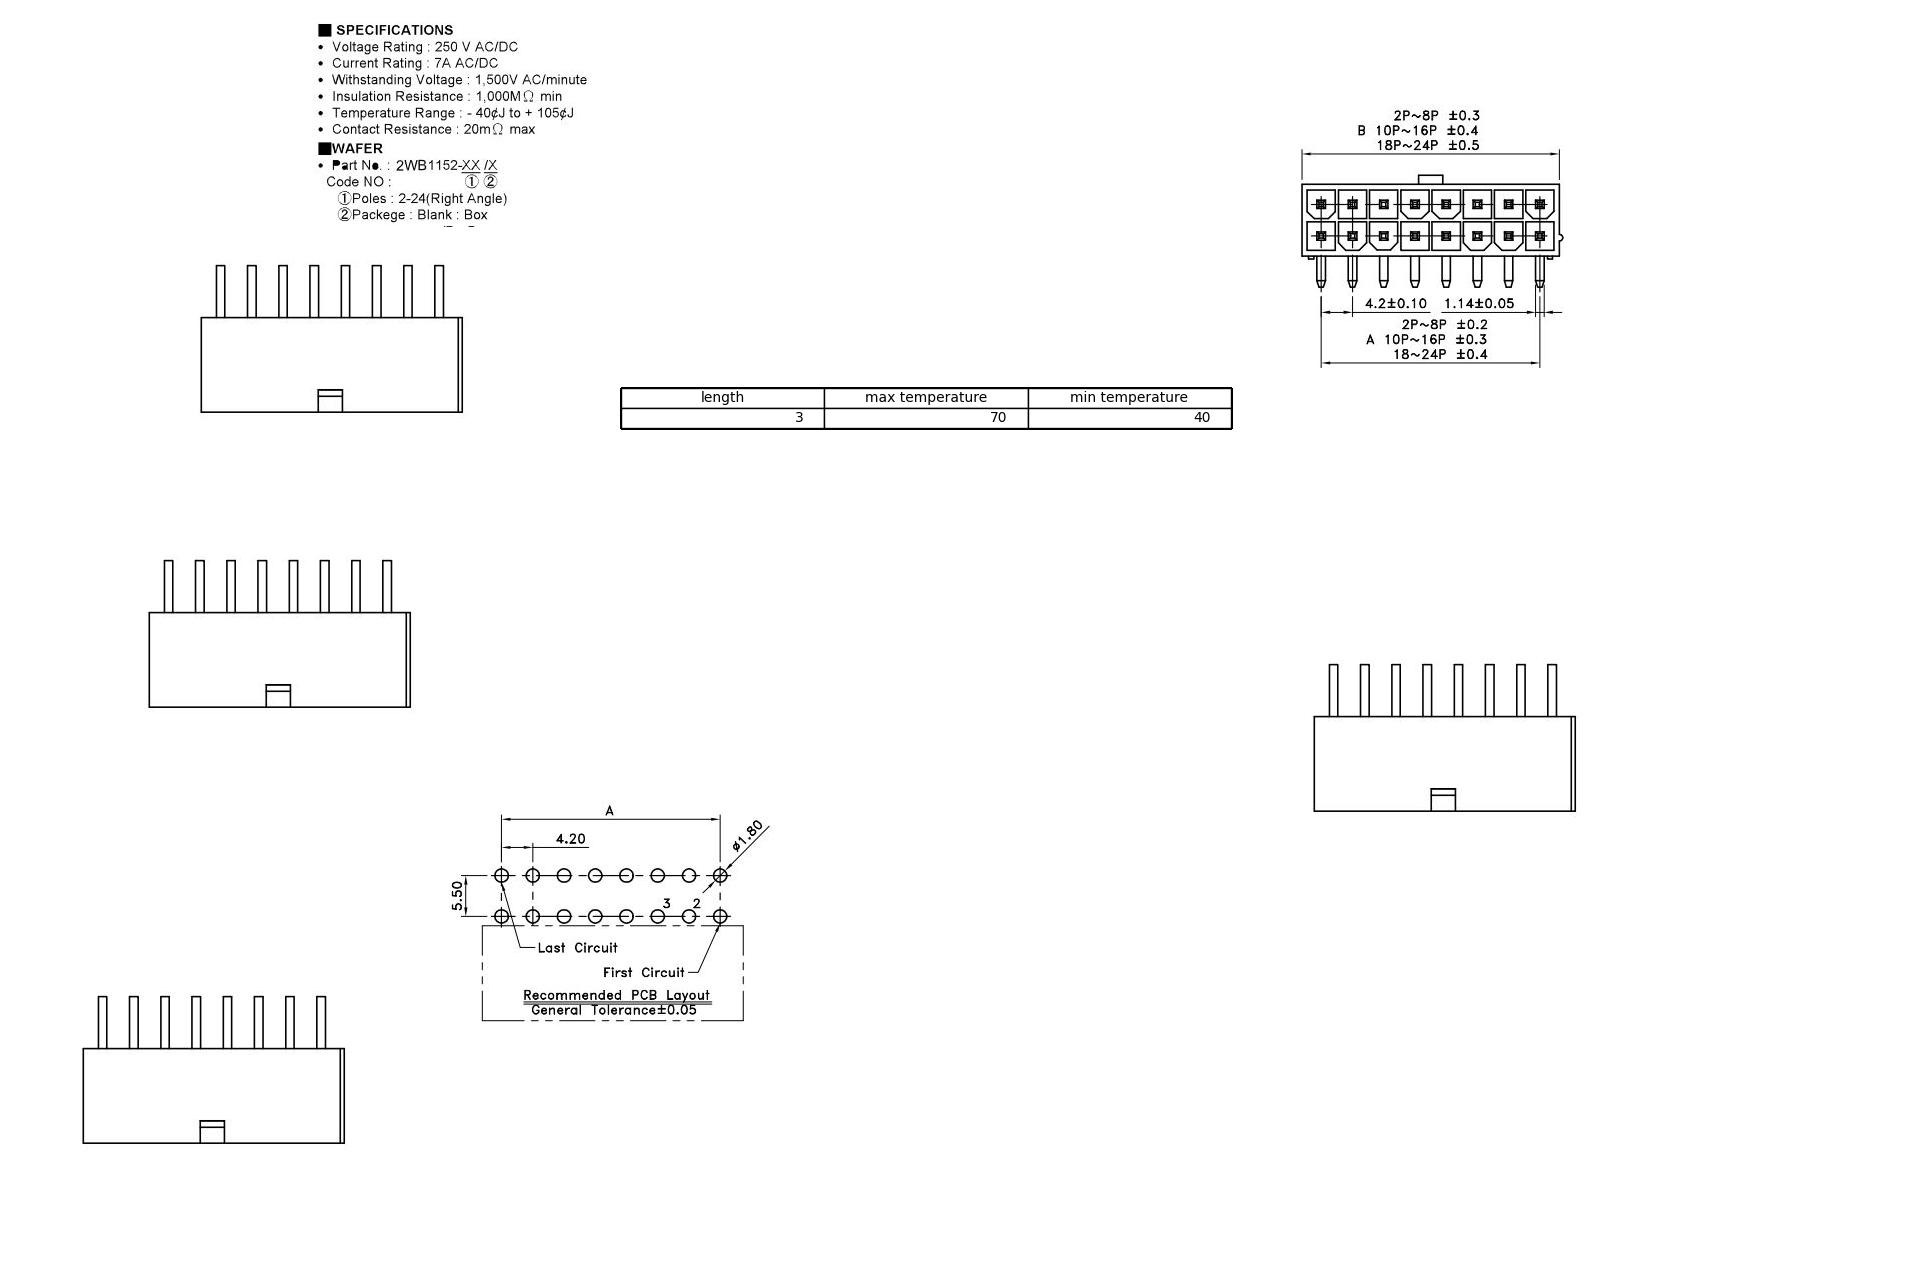 ■ SPECIFICATIONS
• Voltage Rating : 250 V AC/DC
• Current Rating : 7A AC/DC
• Withstanding Voltage : 1,500V AC/minute
• Insulation Resistance : 1,000MΩ min
• Temperature Range : - 40¢J to + 105¢J
• Contact Resistance : 20mΩ max
■WAFER
• Part No. : 2WB1152-XX /X
Code NO : ① ②
①Poles : 2-24(Right Angle)
②Packege : Blank : Box
2P~8P ±0.3
B 10P~16P ±0.4
18P~24P ±0.5
4.2±0.10 1.14±0.05
2P~8P ±0.2
A 10P~16P ±0.3
18~24P ±0.4
length max temperature min temperature
3 70 40
A
4.20
ø1.80
5.50
3 2
Last Circuit
First Circuit
Recommended PCB Layout
General Tolerance±0.05